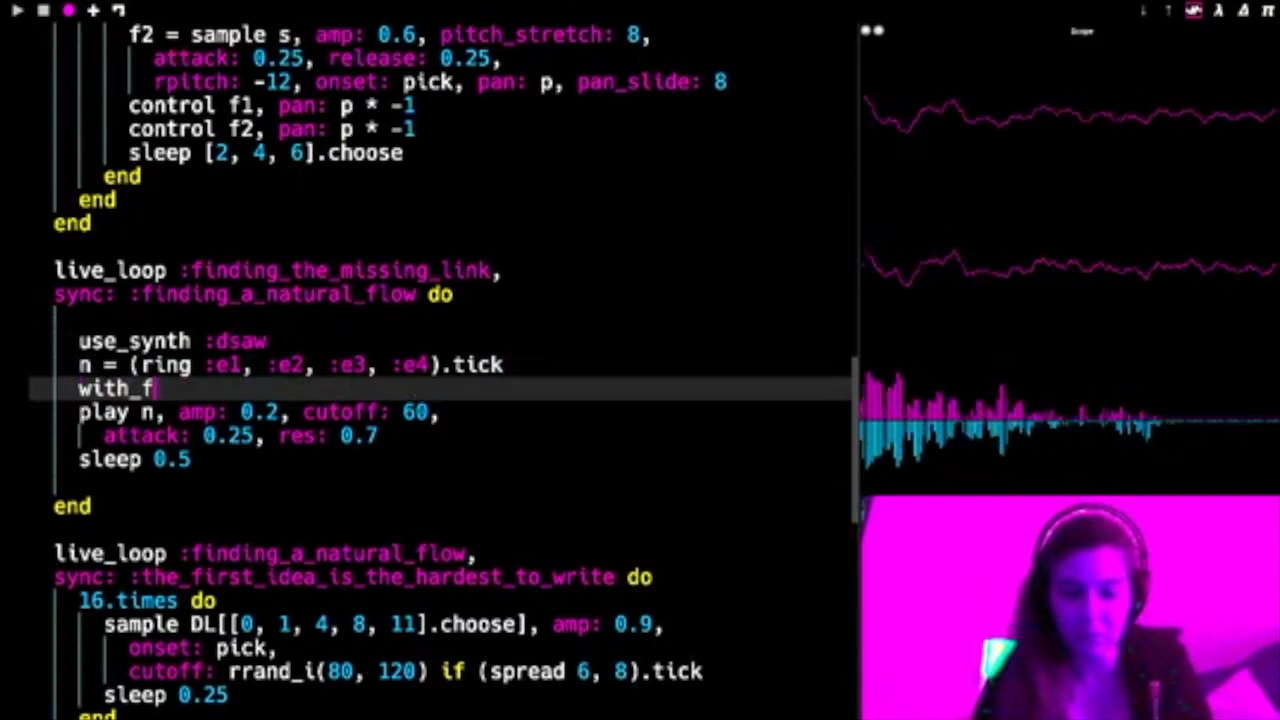 f2 = sample s, amp: 0.6, pitch_stretch: 8,
attack: 0.25, release: 0.25,
rpitch: -12, onset: pick, pan: p, pan_slide: 8
control f1, pan: p * -1
control f2, pan: p * -1
sleep [2, 4, 6].choose
end
end
end
live_loop :finding_the_missing_link,
sync: :finding_a_natural_flow do
use_synth :dsaw
n = (ring :e1, :e2, :e3, :e4).tick
with_f
play n, amp: 0.2, cutoff: 60,
attack: 0.25, res: 0.7
sleep 0.5
end
live_loop :finding_a_natural_flow,
sync: :the_first_idea_is_the_hardest_to_write do
16.times do
sample DL[[0, 1, 4, 8, 11].choose], amp: 0.9,
onset: pick,
cutoff: rrand_i(80, 120) if (spread 6, 8).tick
sleep 0.25
end
Scope